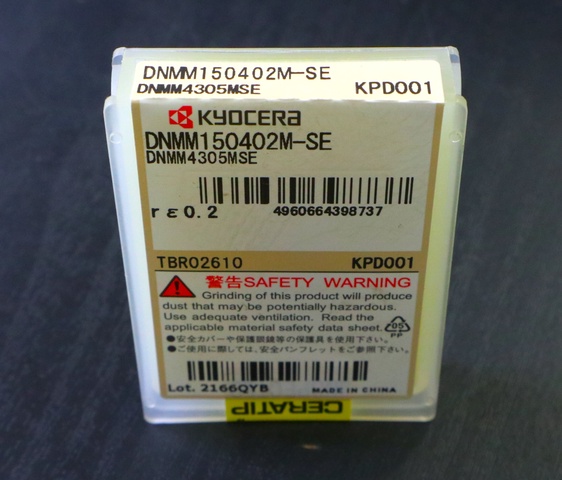 DNMM150402M-SE
DNMM4305MSE KPD001
KYOCERA
DNMM150402M-SE
DNMM4305MSE
rε0.2 4960664398737
TBR02610 KPD001
警告SAFETY WARNING
Grinding of this product will produce
dust that may be potentially hazardous.
Use adequate ventilation. Read the
applicable material safety data sheet.
05
PP
●安全カバーや保護眼鏡等の保護具を使用下さい。
●ご使用に際しては、安全パンフレットをご参照下さい。
Lot. 2166QYB MADE IN CHINA
CERATIP